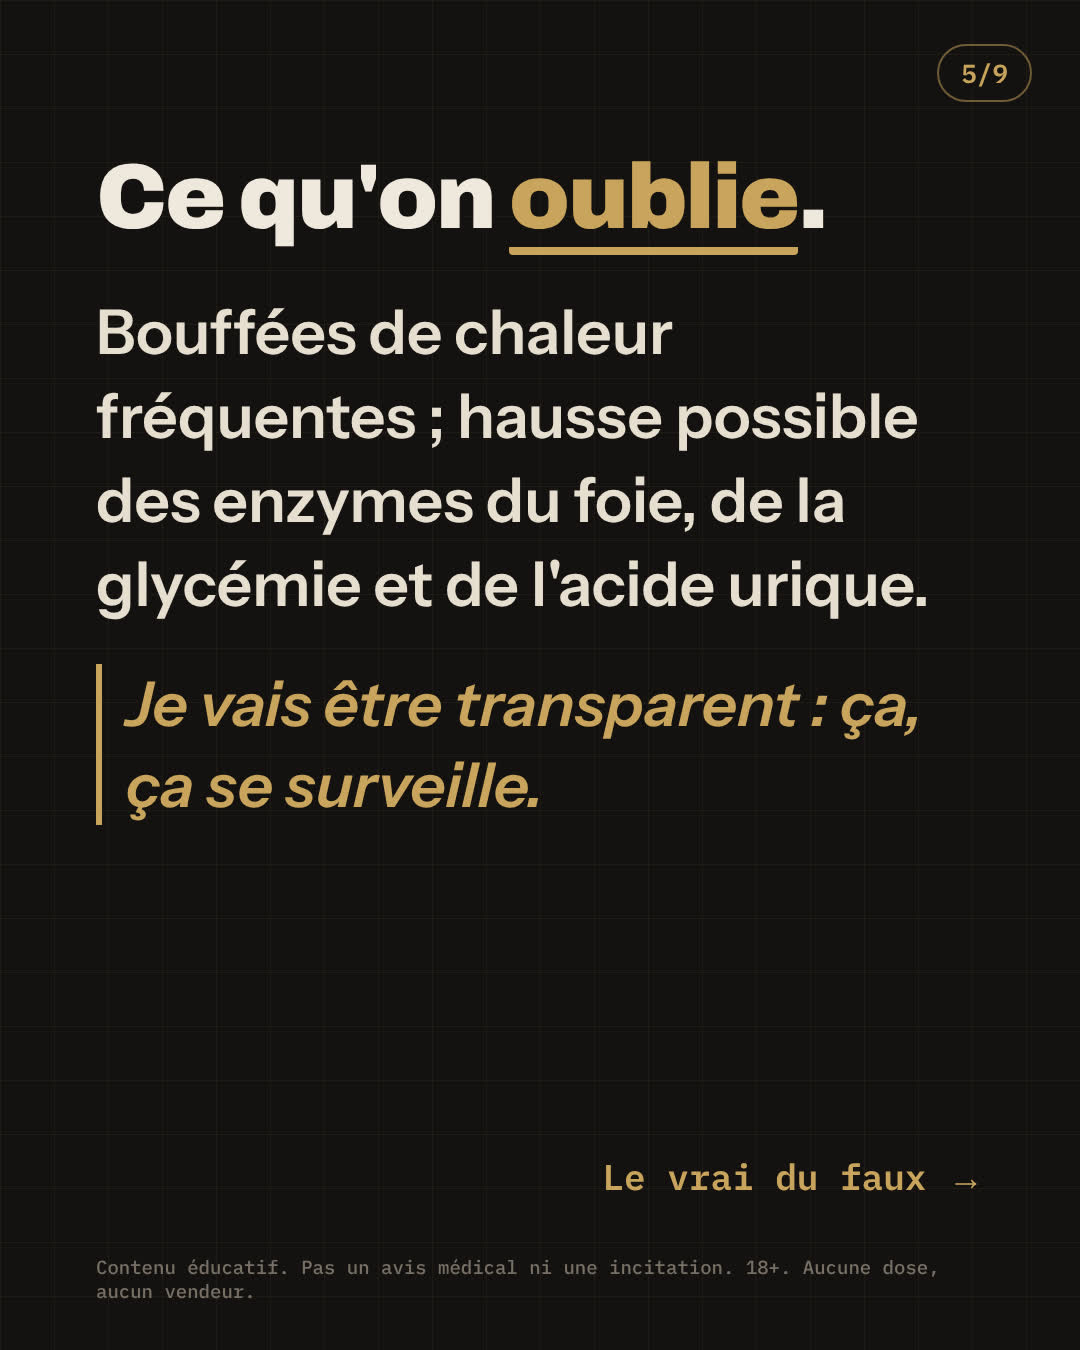 5/9
Ce qu'on oublie.
Bouffées de chaleur
fréquentes ; hausse possible
des enzymes du foie, de la
glycémie et de l'acide urique.
Je vais être transparent : ça,
ça se surveille.
Le vrai du faux →
Contenu éducatif. Pas un avis médical ni une incitation. 18+. Aucune dose,
aucun vendeur.